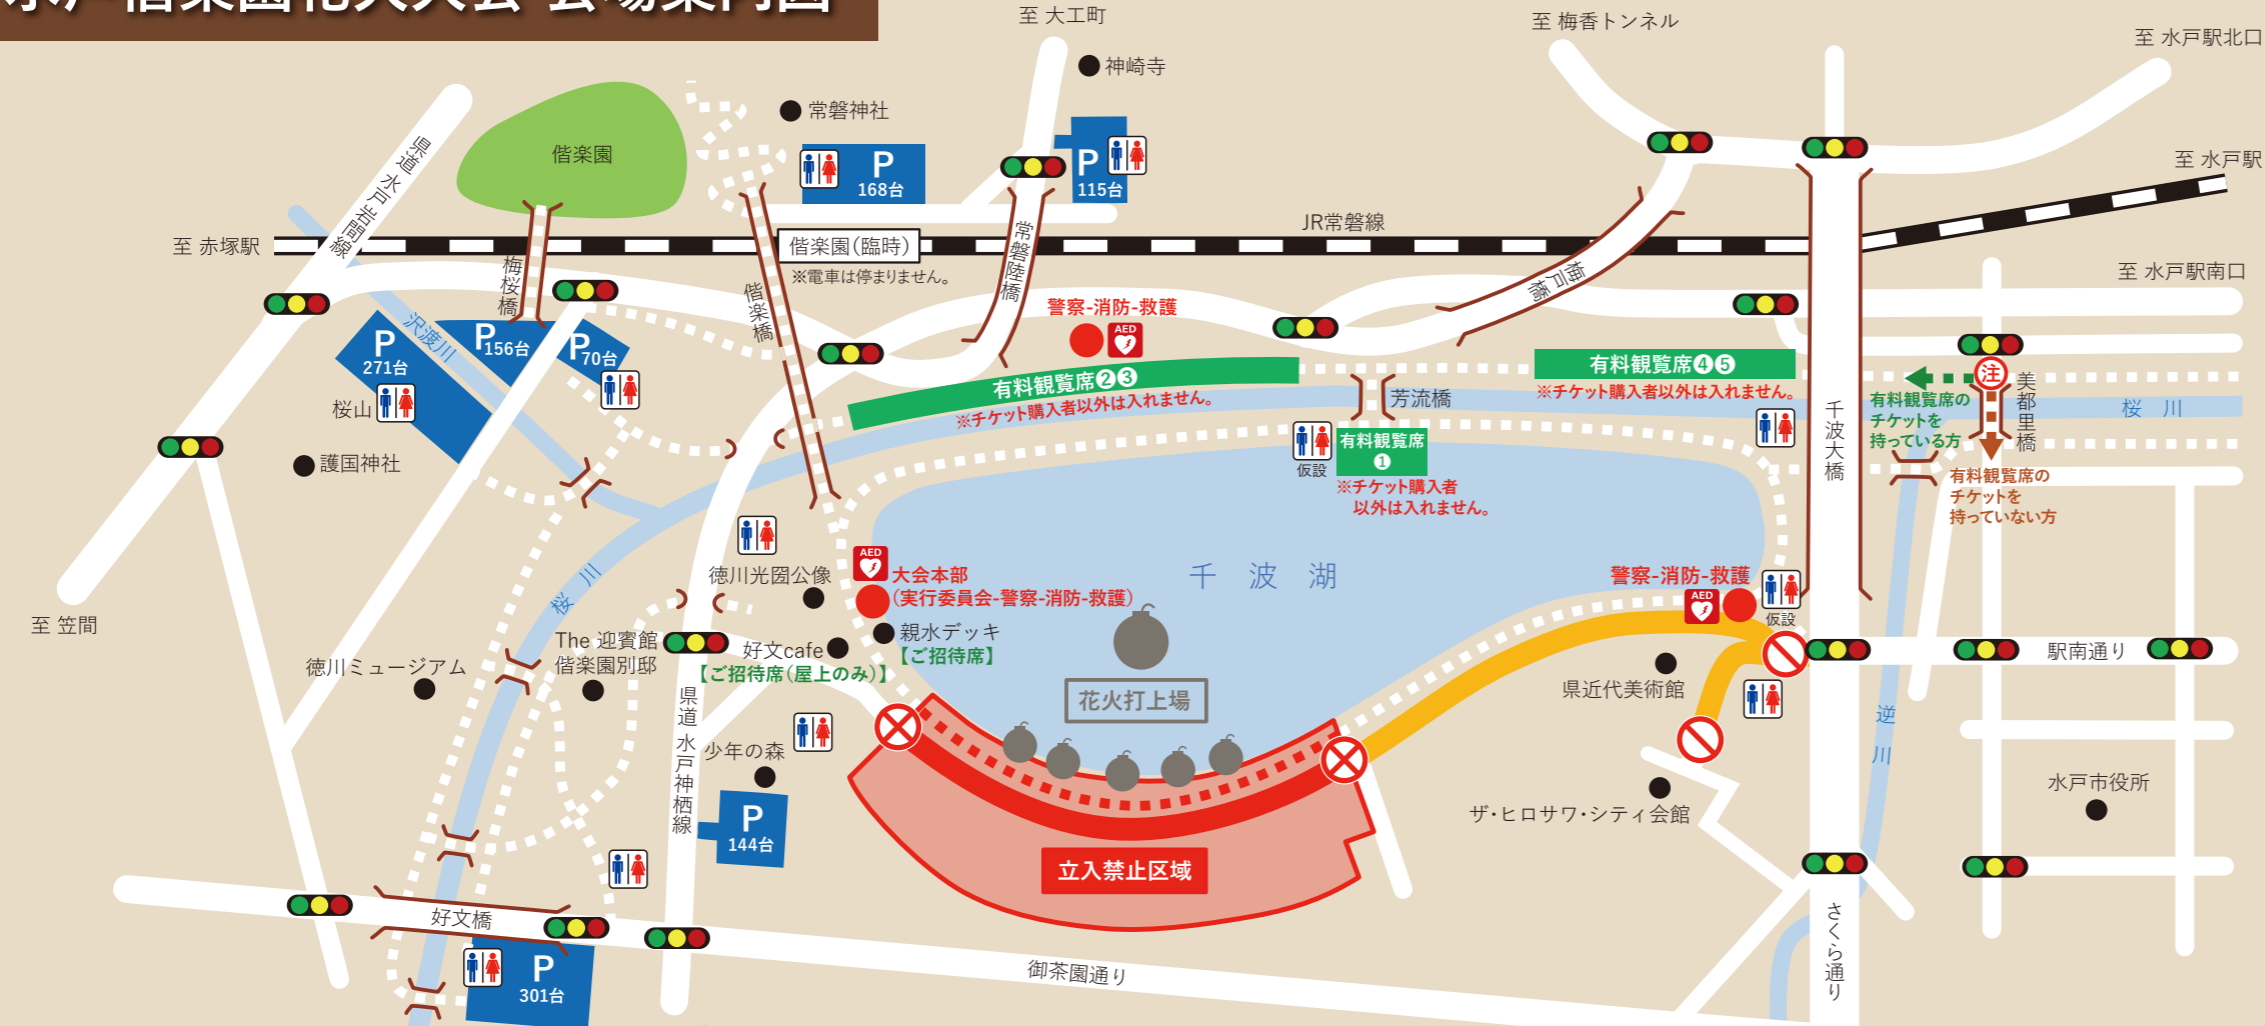 水戸偕楽園花火大会 会場案内図
至 大工町
至 梅香トンネル
至 水戸駅北口
神崎寺
常磐神社
県道 水戸岩間線
偕楽園
P
168台
P
115台
至 水戸駅
至 赤塚駅
JR常磐線
偕楽園(臨時)
※電車は停まりません。
常磐陸橋
梅桜橋
偕楽橋
梅戸橋
至 水戸駅南口
警察-消防-救護
AED
P
271台
沢渡川
P
156台
P
70台
有料観覧席❷❸
※チケット購入者以外は入れません。
有料観覧席❹❺
※チケット購入者以外は入れません。
芳流橋
桜山
護国神社
仮設
有料観覧席
❶
※チケット購入者
以外は入れません。
千波大橋
注
美都里橋
有料観覧席の
チケットを
持っている方
桜 川
有料観覧席の
チケットを
持っていない方
至 笠間
桜 川
徳川光圀公像
AED
大会本部
(実行委員会-警察-消防-救護)
千 波 湖
警察-消防-救護
AED
仮設
The 迎賓館
偕楽園別邸
徳川ミュージアム
好文cafe
【ご招待席(屋上のみ)】
親水デッキ
【ご招待席】
駅南通り
県近代美術館
花火打上場
県道 水戸神栖線
少年の森
逆川
P
144台
ザ・ヒロサワ・シティ会館
水戸市役所
立入禁止区域
好文橋
P
301台
御茶園通り
さくら通り